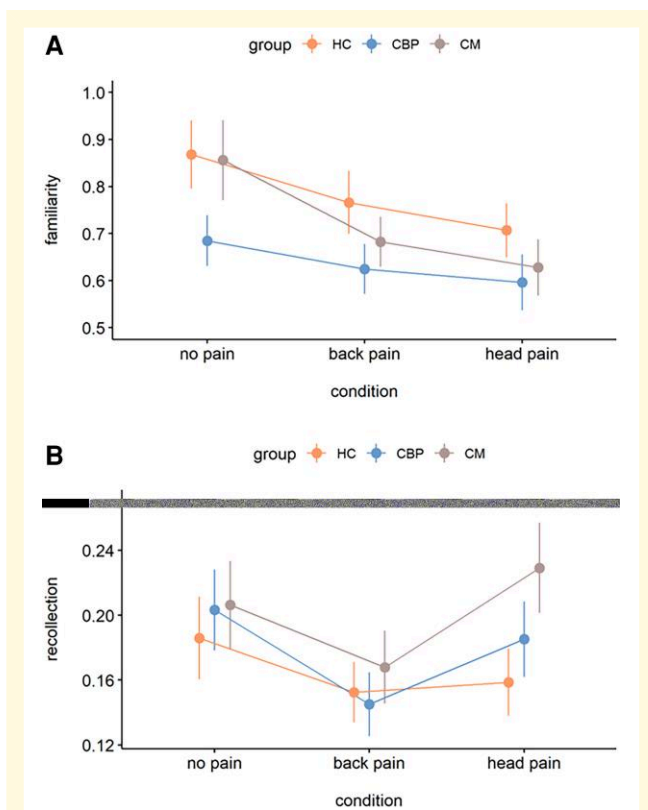 A
group HC CBP CM
1.0
0.9
0.8
familiarity
0.7
0.6
0.5
no pain back pain head pain
condition
B
group HC CBP CM
0.24
recollection
0.20
0.16
0.12
no pain back pain head pain
condition